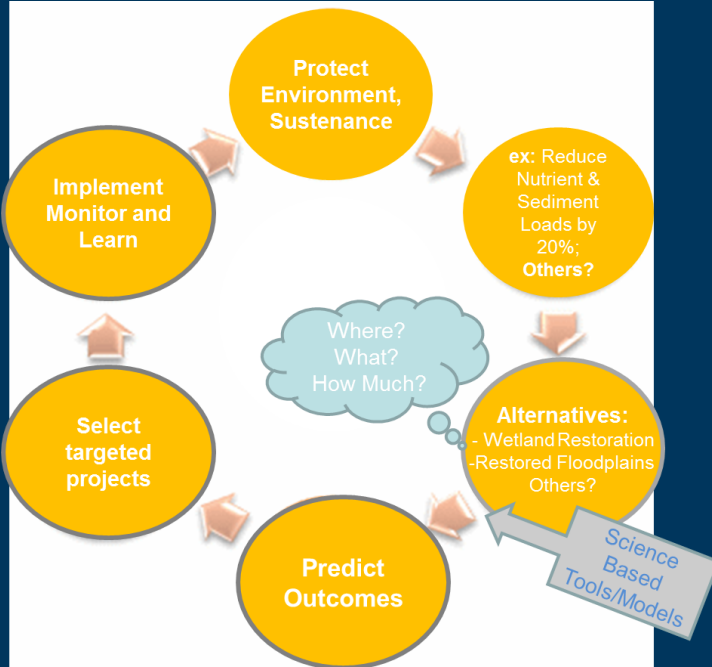 Protect
Environment,
Sustenance
ex: Reduce
Nutrient &
Sediment
Loads by
20%;
Others?
Where?
What?
How Much?
Alternatives:
- Wetland Restoration
-Restored Floodplains
Others?
Science
Based
Tools/Models
Predict
Outcomes
Select
targeted
projects
Implement
Monitor and
Learn